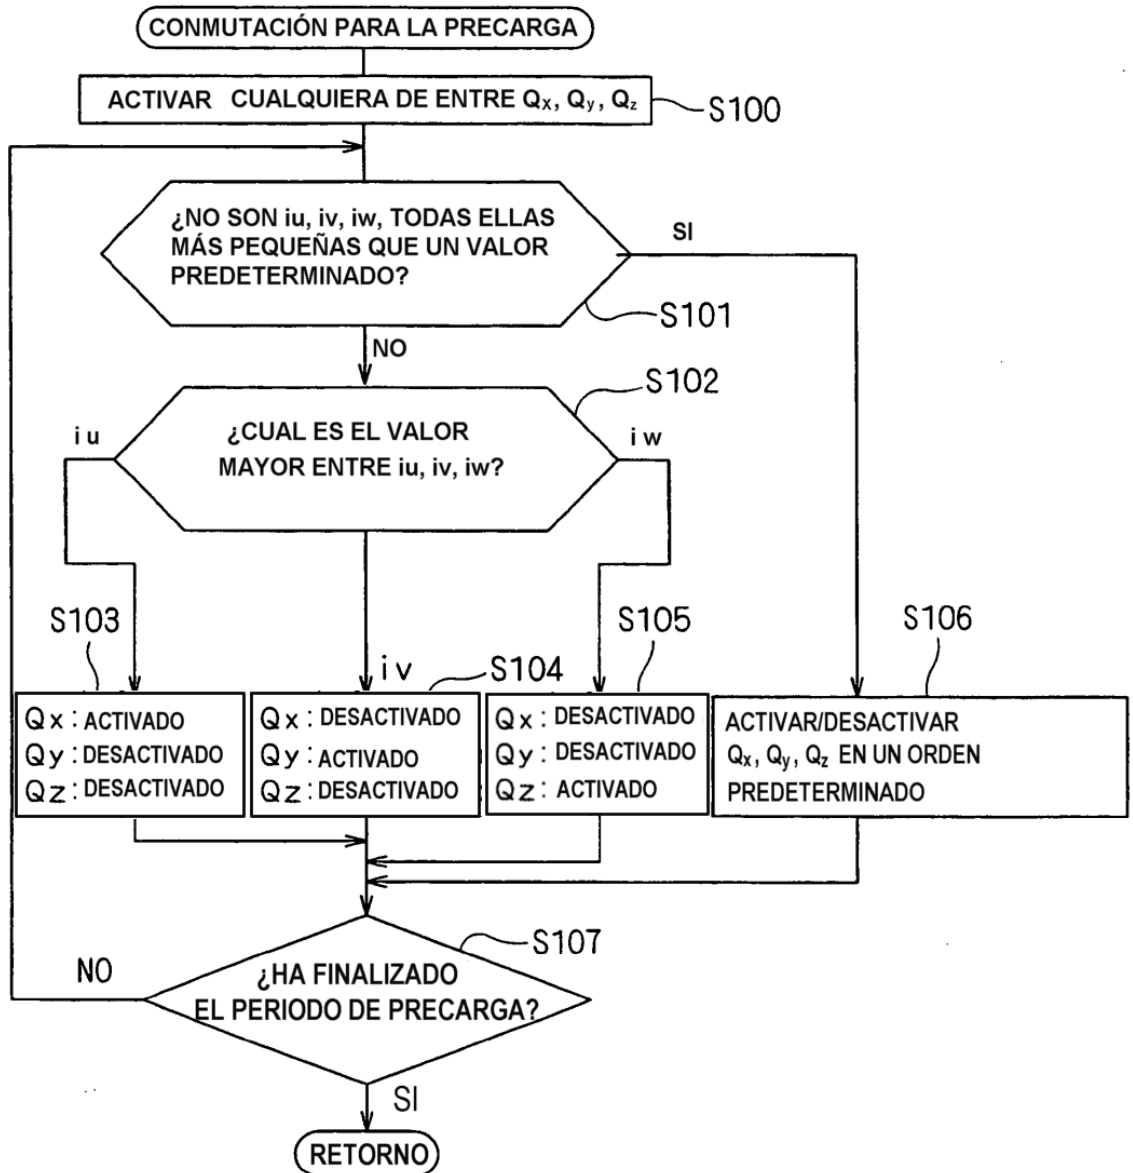 CONMUTACIÓN PARA LA PRECARGA
ACTIVAR CUALQUIERA DE ENTRE Qx, Qy, Qz
S100
¿NO SON iu, iv, iw, TODAS ELLAS
MÁS PEQUEÑAS QUE UN VALOR
PREDETERMINADO?
SI
S101
NO
S102
iu
¿CUAL ES EL VALOR
MAYOR ENTRE iu, iv, iw?
iw
S103
iv
S104
S105
S106
Qx: ACTIVADO
Qy: DESACTIVADO
Qz: DESACTIVADO
Qx: DESACTIVADO
Qy: ACTIVADO
Qz: DESACTIVADO
Qx: DESACTIVADO
Qy: DESACTIVADO
Qz: ACTIVADO
ACTIVAR/DESACTIVAR
Qx, Qy, Qz EN UN ORDEN
PREDETERMINADO
S107
NO
¿HA FINALIZADO
EL PERIODO DE PRECARGA?
SI
RETORNO